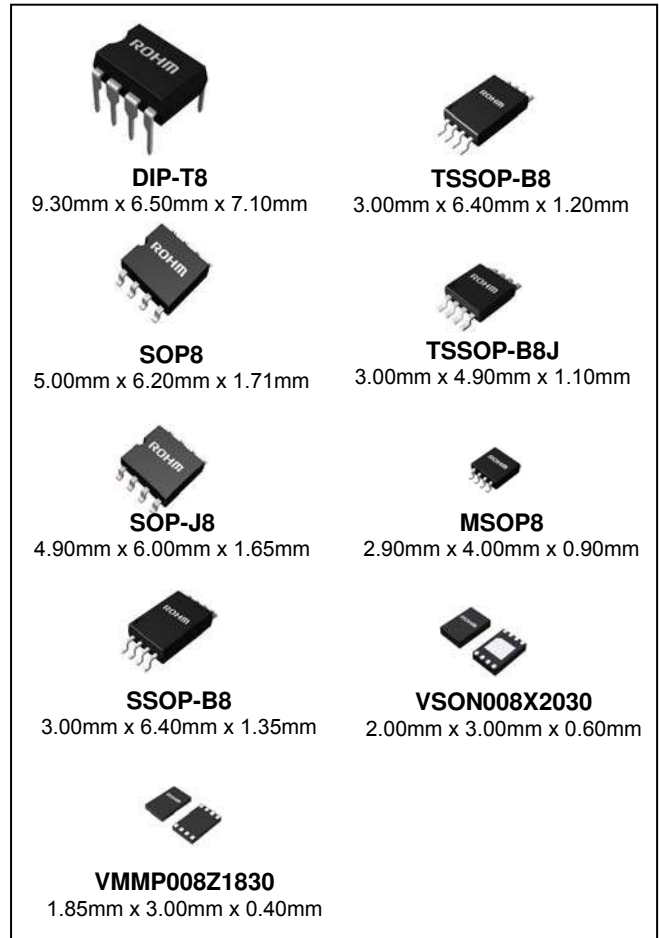 ROHM
DIP-T8
9.30mm x 6.50mm x 7.10mm
ROHM
TSSOP-B8
3.00mm x 6.40mm x 1.20mm
ROHM
SOP8
5.00mm x 6.20mm x 1.71mm
ROHM
TSSOP-B8J
3.00mm x 4.90mm x 1.10mm
ROHM
SOP-J8
4.90mm x 6.00mm x 1.65mm
ROHM
MSOP8
2.90mm x 4.00mm x 0.90mm
ROHM
SSOP-B8
3.00mm x 6.40mm x 1.35mm
ROHM
VSON008X2030
2.00mm x 3.00mm x 0.60mm
ROHM
VMMP008Z1830
1.85mm x 3.00mm x 0.40mm